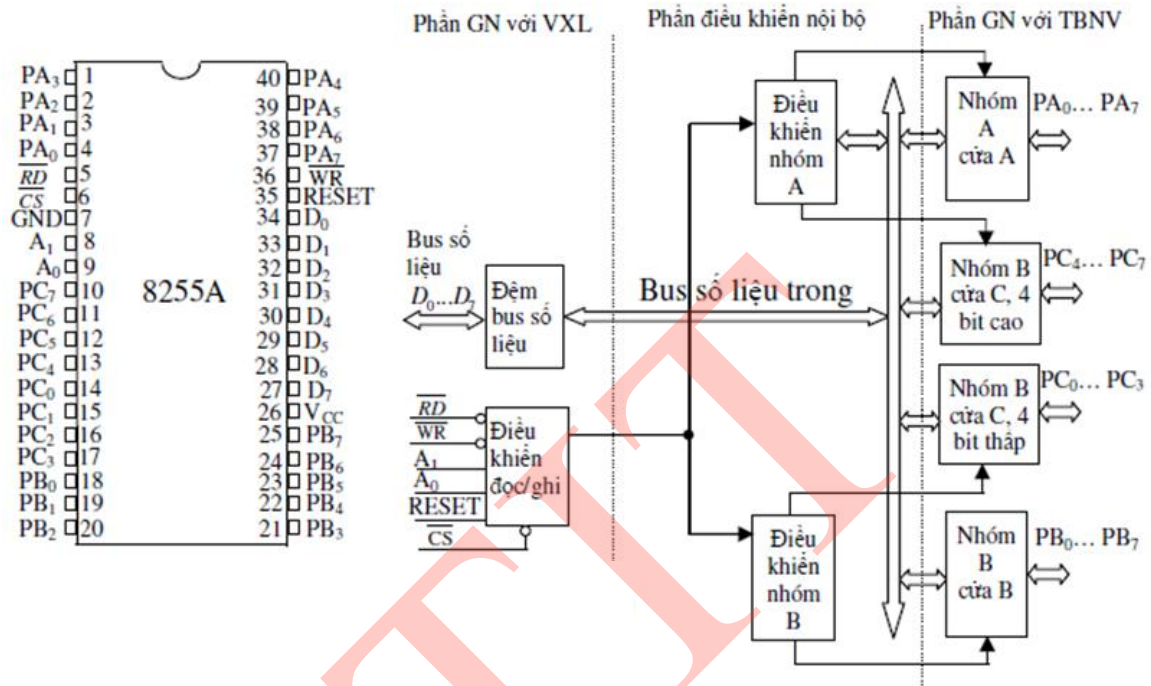 Phần GN với VXL
Phần điều khiển nội bộ
Phần GN với TBNV
PA₃ 1
PA₂ 2
PA₁ 3
PA₀ 4
RD 5
CS 6
GND 7
A₁ 8
A₀ 9
PC₇ 10
PC₆ 11
PC₅ 12
PC₄ 13
PC₀ 14
PC₁ 15
PC₂ 16
PC₃ 17
PB₀ 18
PB₁ 19
PB₂ 20
8255A
40 PA₄
39 PA₅
38 PA₆
37 PA₇
36 WR
35 RESET
34 D₀
33 D₁
32 D₂
31 D₃
30 D₄
29 D₅
28 D₆
27 D₇
26 V_CC
25 PB₇
24 PB₆
23 PB₅
22 PB₄
21 PB₃
Bus số
liệu
D₀...D₇
Đệm
bus số
liệu
Bus số liệu trong
RD
WR
A₁
A₀
RESET
CS
Điều
khiển
đọc/ghi
Điều
khiển
nhóm
A
Điều
khiển
nhóm
B
Nhóm
A
cửa A
PA₀... PA₇
Nhóm B
cửa C, 4
bit cao
PC₄... PC₇
Nhóm B
cửa C, 4
bit thấp
PC₀... PC₃
Nhóm
B
cửa B
PB₀... PB₇
TIT